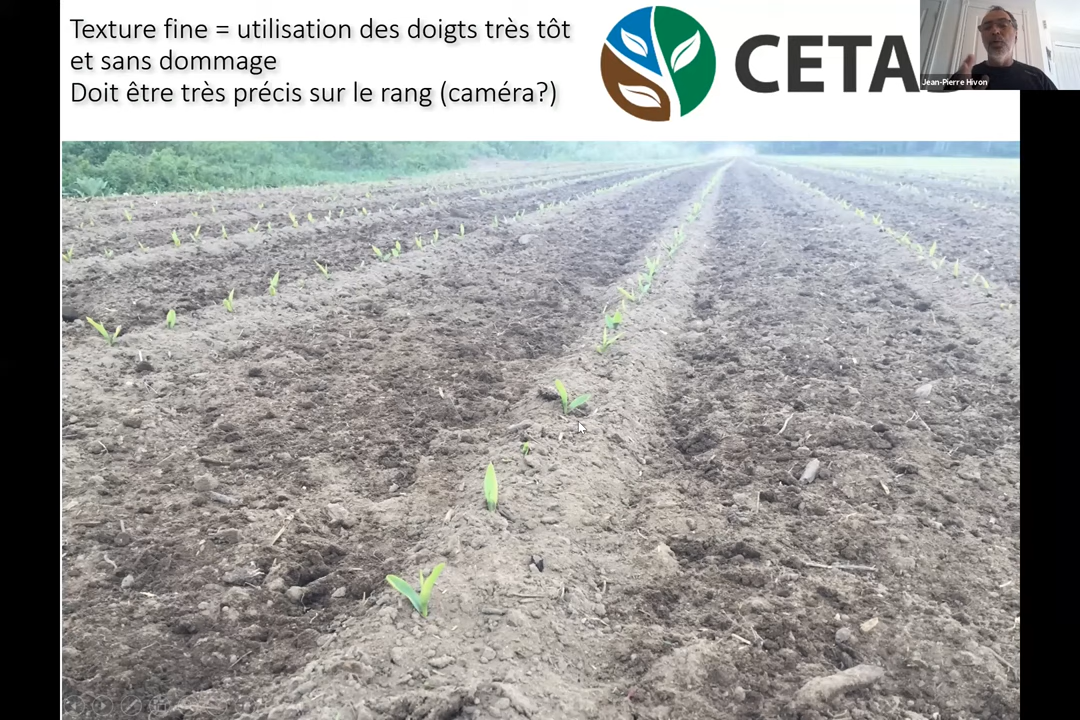 Texture fine = utilisation des doigts très tôt
et sans dommage
Doit être très précis sur le rang (caméra?)
CETA
Jean-Pierre Hivon